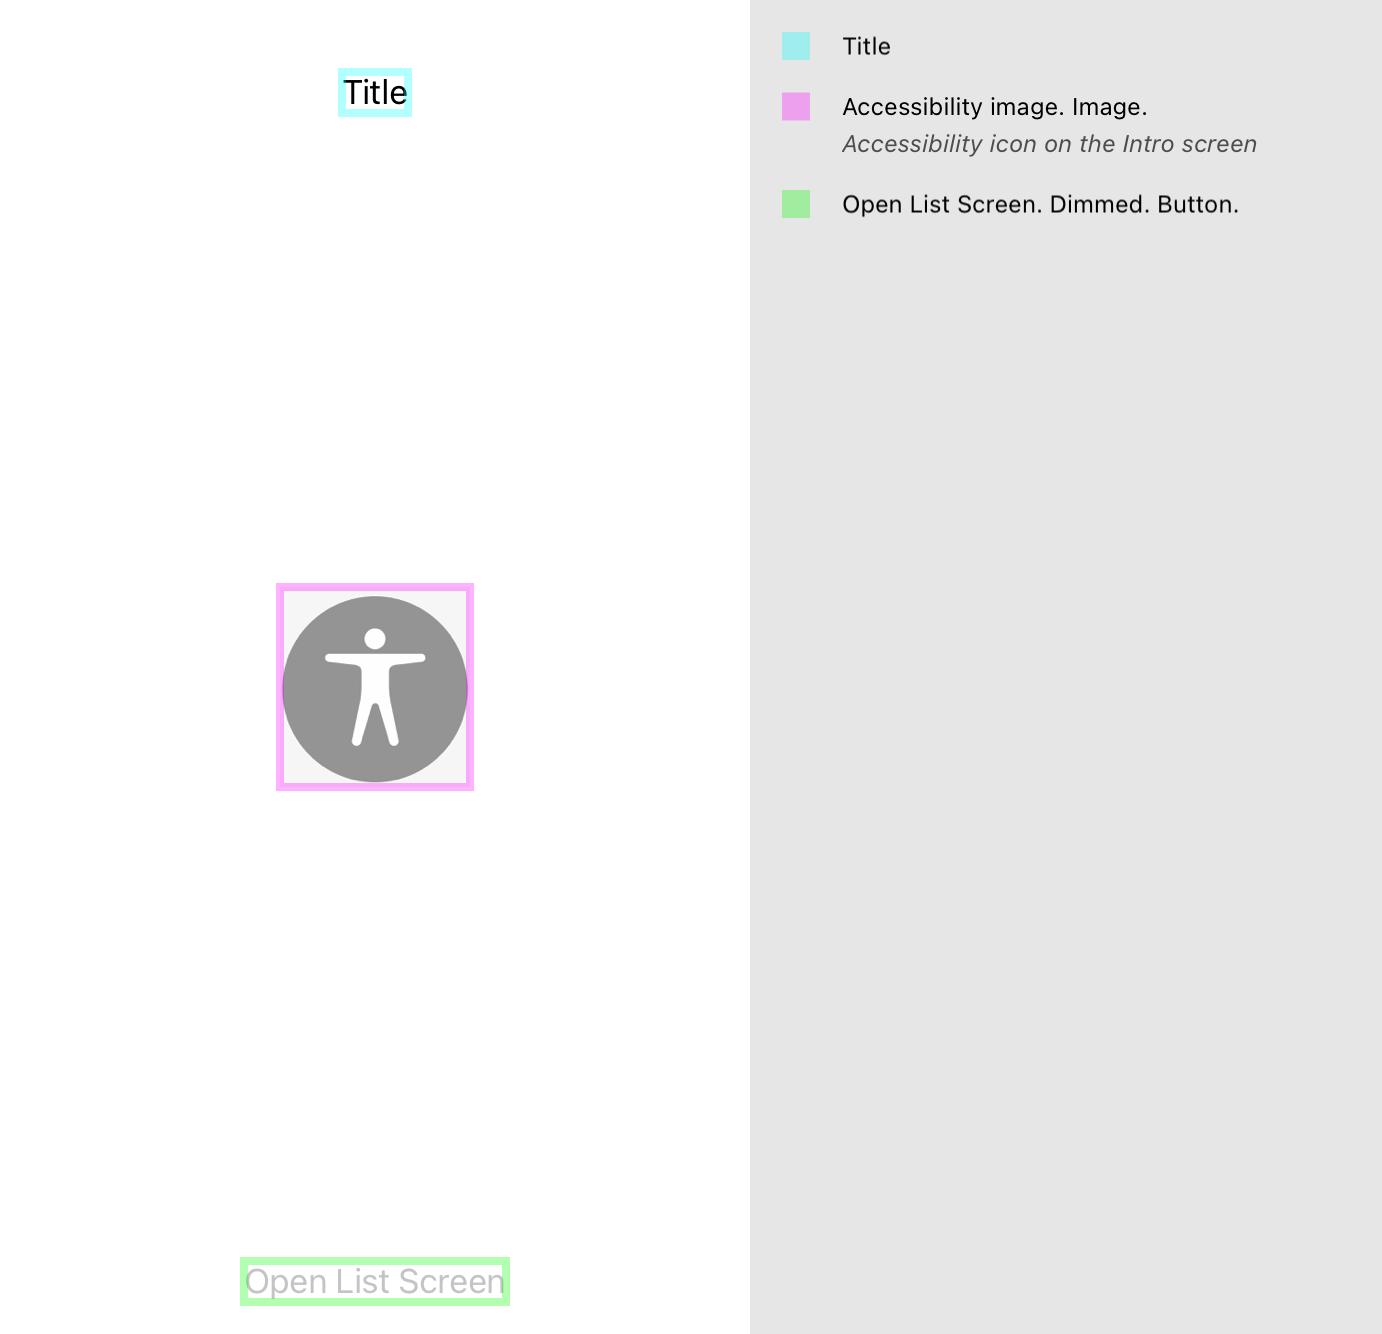 Title
Open List Screen
Title
Accessibility image. Image.
Accessibility icon on the Intro screen
Open List Screen. Dimmed. Button.